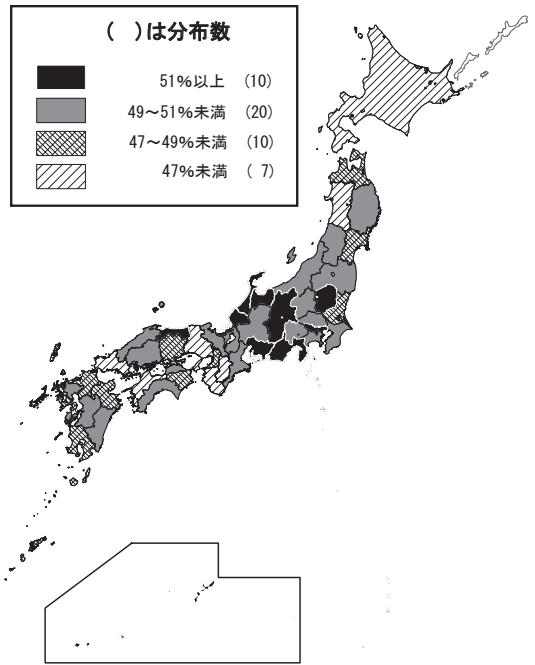 ( )は分布数
51%以上 (10)
49～51%未満 (20)
47～49%未満 (10)
47%未満 ( 7)